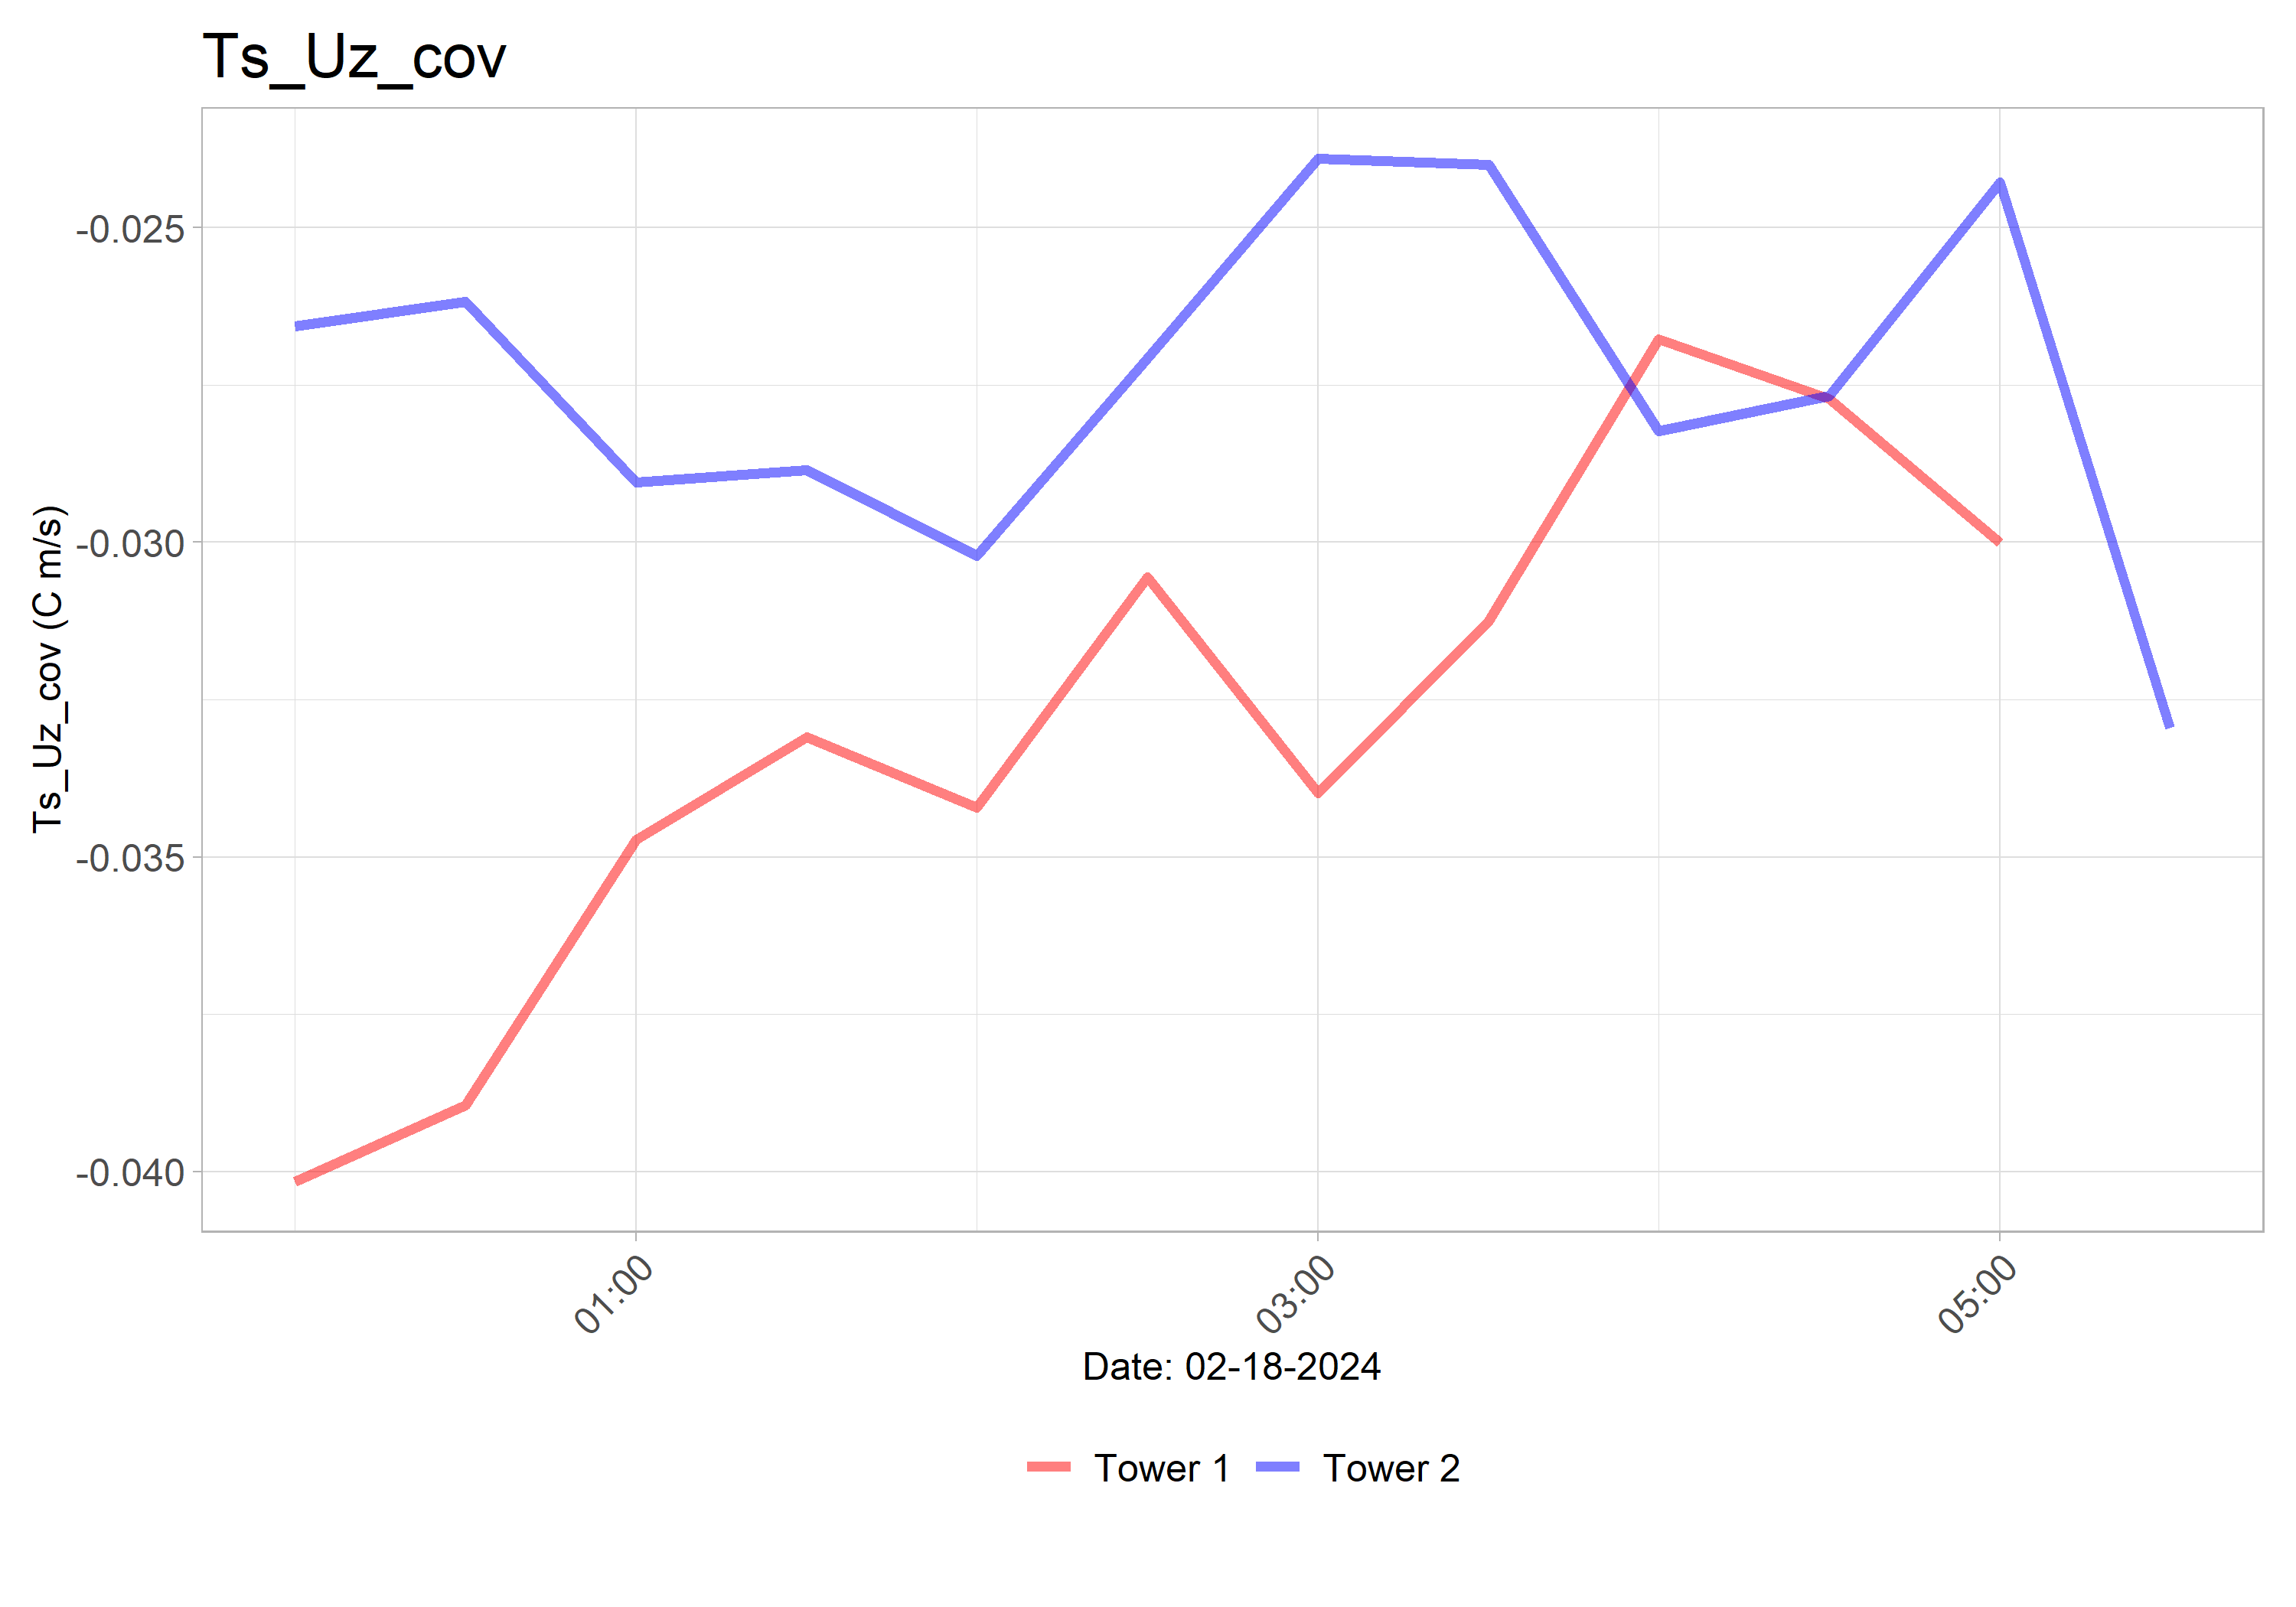 Ts_Uz_cov
Ts_Uz_cov (C m/s)
-0.025
-0.030
-0.035
-0.040
01:00
03:00
05:00
Date: 02-18-2024
Tower 1
Tower 2